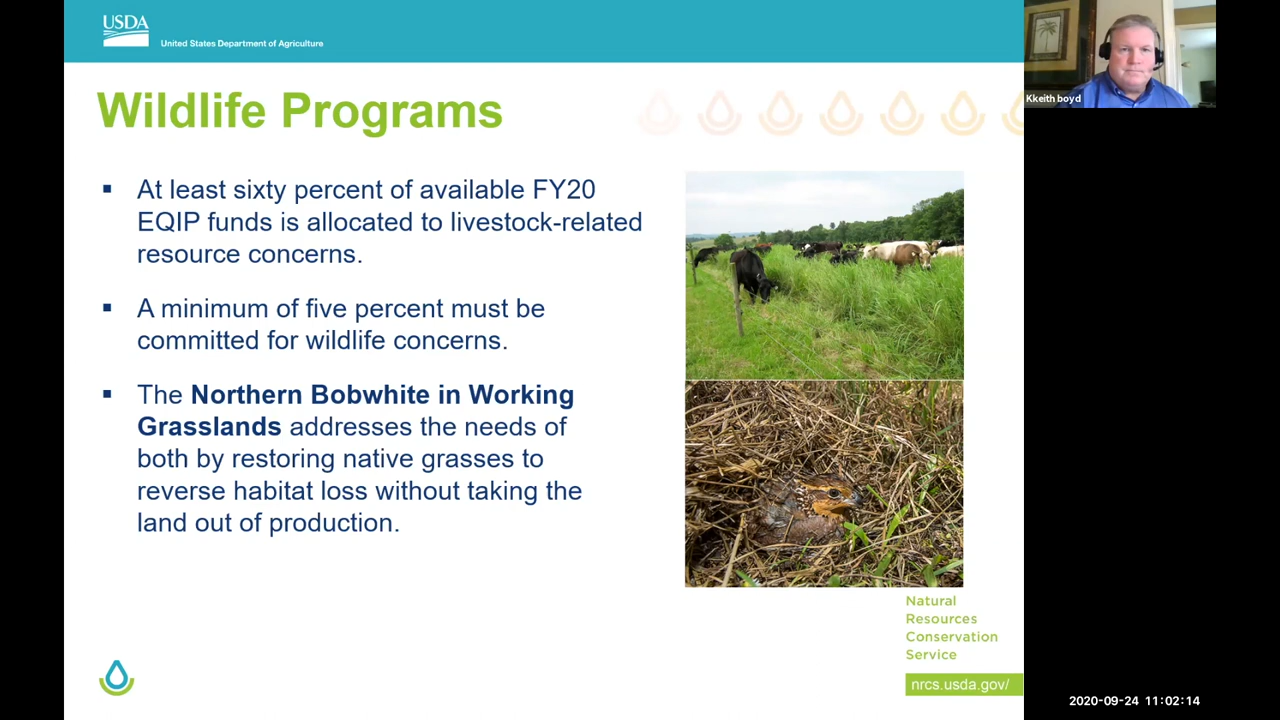 USDA
United States Department of Agriculture
Wildlife Programs
▪ At least sixty percent of available FY20
EQIP funds is allocated to livestock-related
resource concerns.
▪ A minimum of five percent must be
committed for wildlife concerns.
▪ The Northern Bobwhite in Working
Grasslands addresses the needs of
both by restoring native grasses to
reverse habitat loss without taking the
land out of production.
Natural
Resources
Conservation
Service
nrcs.usda.gov/
Kkeith boyd
2020-09-24 11:02:14